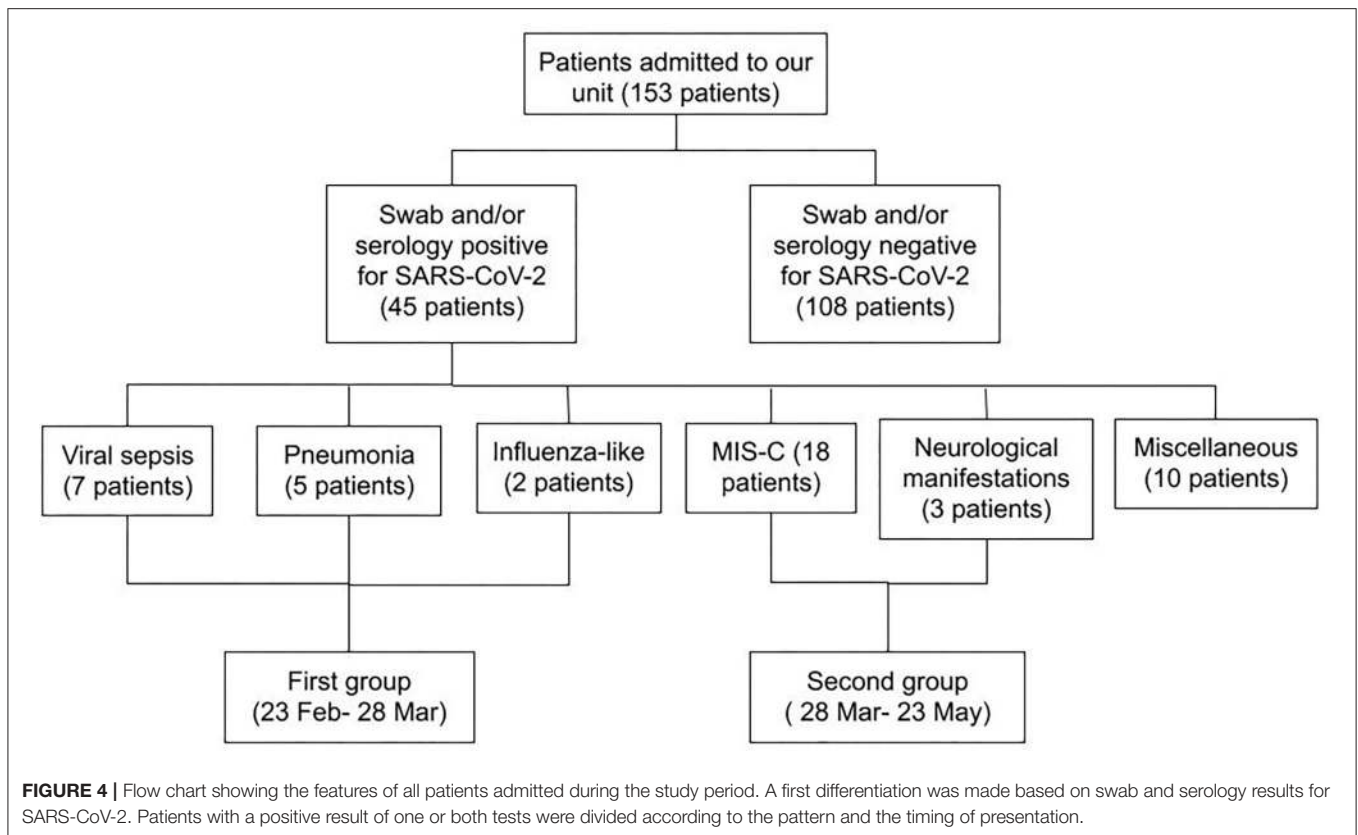 Patients admitted to our
unit (153 patients)
Swab and/or
serology positive
for SARS-CoV-2
(45 patients)
Swab and/or
serology negative
for SARS-CoV-2
(108 patients)
Viral sepsis
(7 patients)
Pneumonia
(5 patients)
Influenza-like
(2 patients)
MIS-C (18
patients)
Neurological
manifestations
(3 patients)
Miscellaneous
(10 patients)
First group
(23 Feb- 28 Mar)
Second group
( 28 Mar- 23 May)
FIGURE 4 | Flow chart showing the features of all patients admitted during the study period. A first differentiation was made based on swab and serology results for
SARS-CoV-2. Patients with a positive result of one or both tests were divided according to the pattern and the timing of presentation.